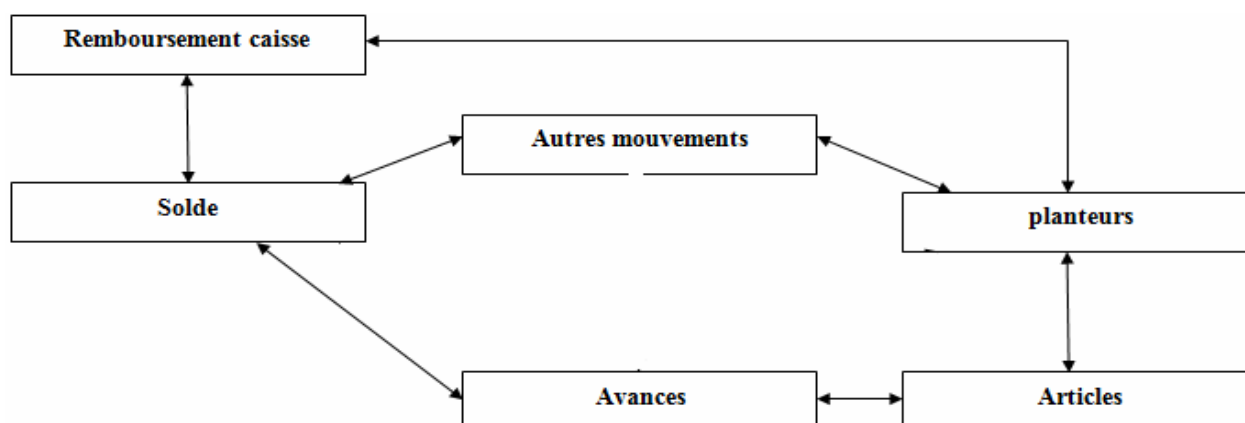 Remboursement caisse
Autres mouvements
Solde
planteurs
Avances
Articles